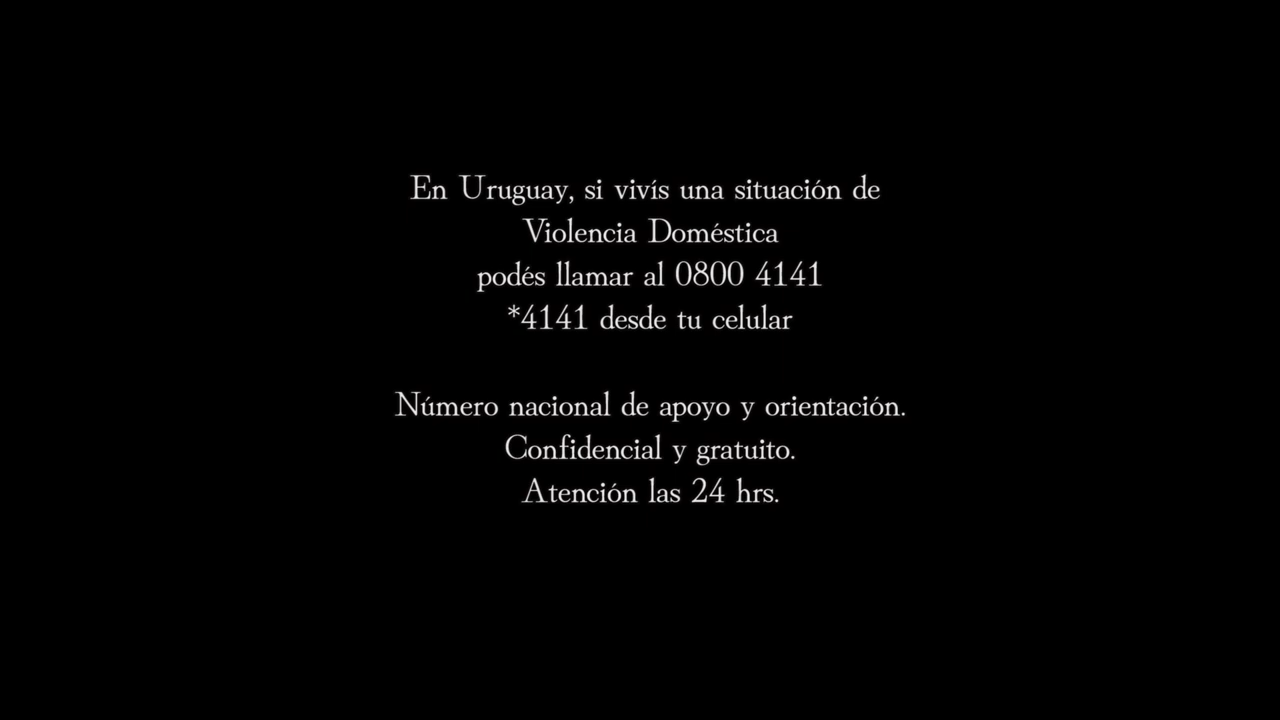 En Uruguay, si vivís una situación de
Violencia Doméstica
podés llamar al 0800 4141
*4141 desde tu celular
Número nacional de apoyo y orientación.
Confidencial y gratuito.
Atención las 24 hrs.